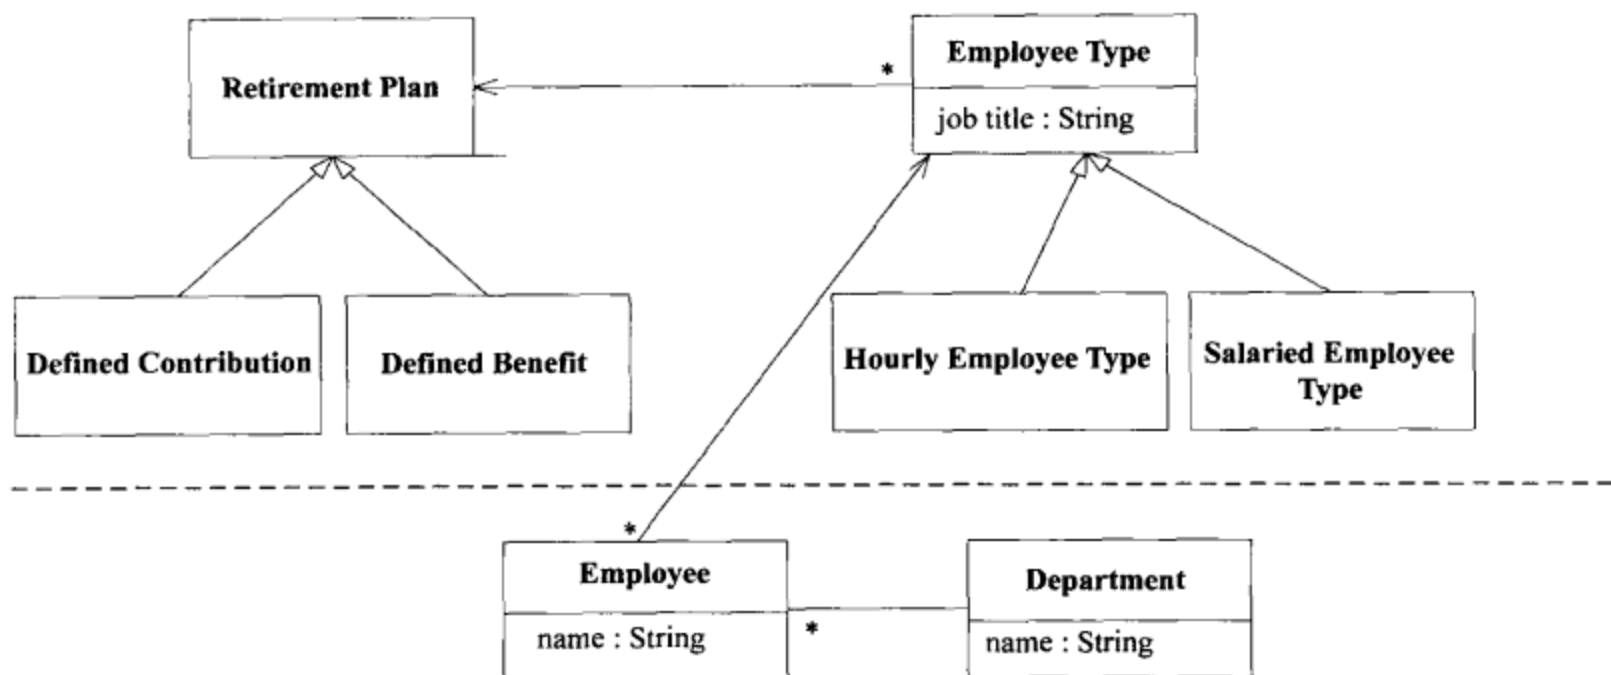 Retirement Plan
*
Employee Type
job title : String
Defined Contribution
Defined Benefit
Hourly Employee Type
Salaried Employee
Type
*
Employee
name : String
*
Department
name : String